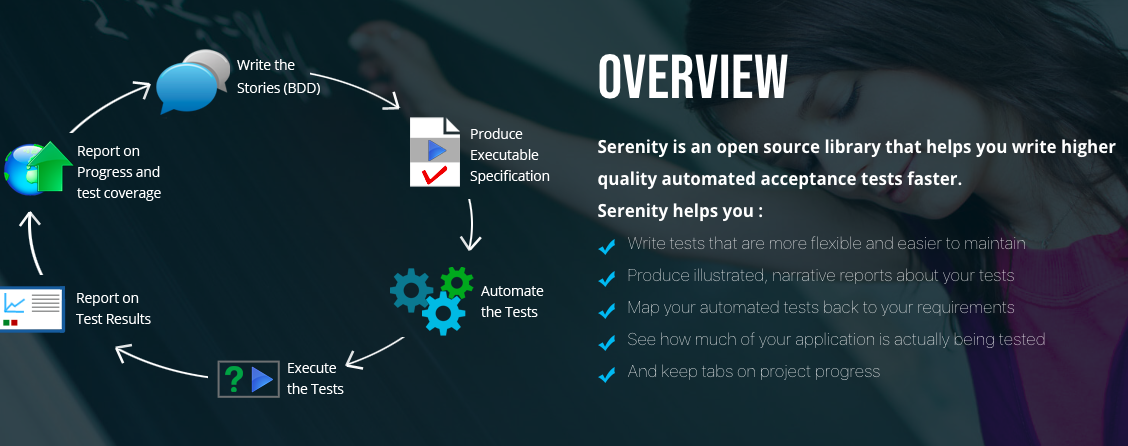 Write the
Stories (BDD)
Produce
Executable
Specification
Automate
the Tests
Execute
the Tests
Report on
Test Results
Report on
Progress and
test coverage
OVERVIEW
Serenity is an open source library that helps you write higher
quality automated acceptance tests faster.
Serenity helps you :
Write tests that are more flexible and easier to maintain
Produce illustrated, narrative reports about your tests
Map your automated tests back to your requirements
See how much of your application is actually being tested
And keep tabs on project progress